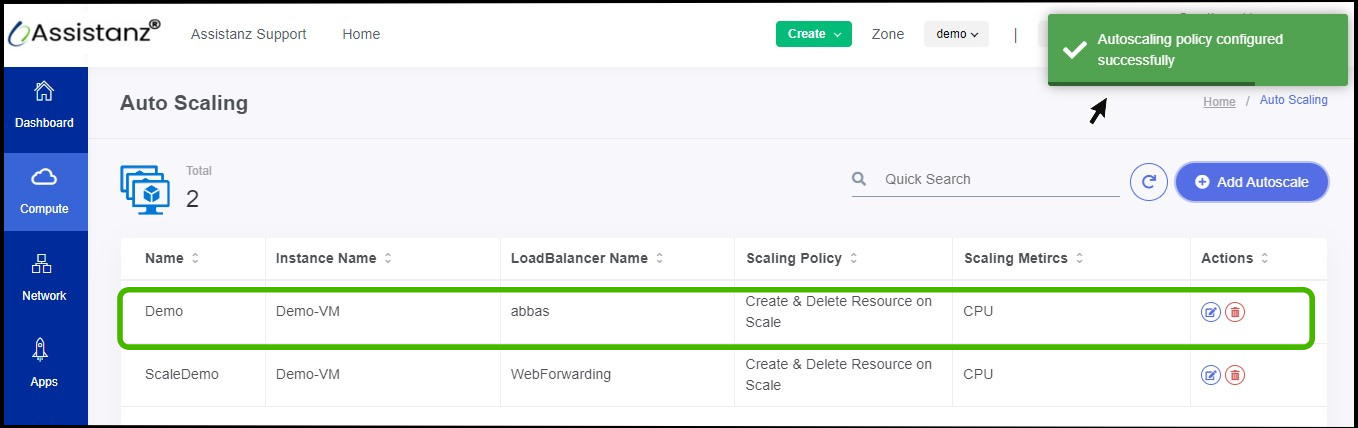 Assistanz®
Assistanz Support
Home
Create
Zone
demo
|
Autoscaling policy configured
successfully
Dashboard
Auto Scaling
Home / Auto Scaling
Compute
Total
2
Quick Search
Add Autoscale
Network
Apps
Name
Instance Name
LoadBalancer Name
Scaling Policy
Scaling Metircs
Actions
Demo
Demo-VM
abbas
Create & Delete Resource on
Scale
CPU
ScaleDemo
Demo-VM
WebForwarding
Create & Delete Resource on
Scale
CPU